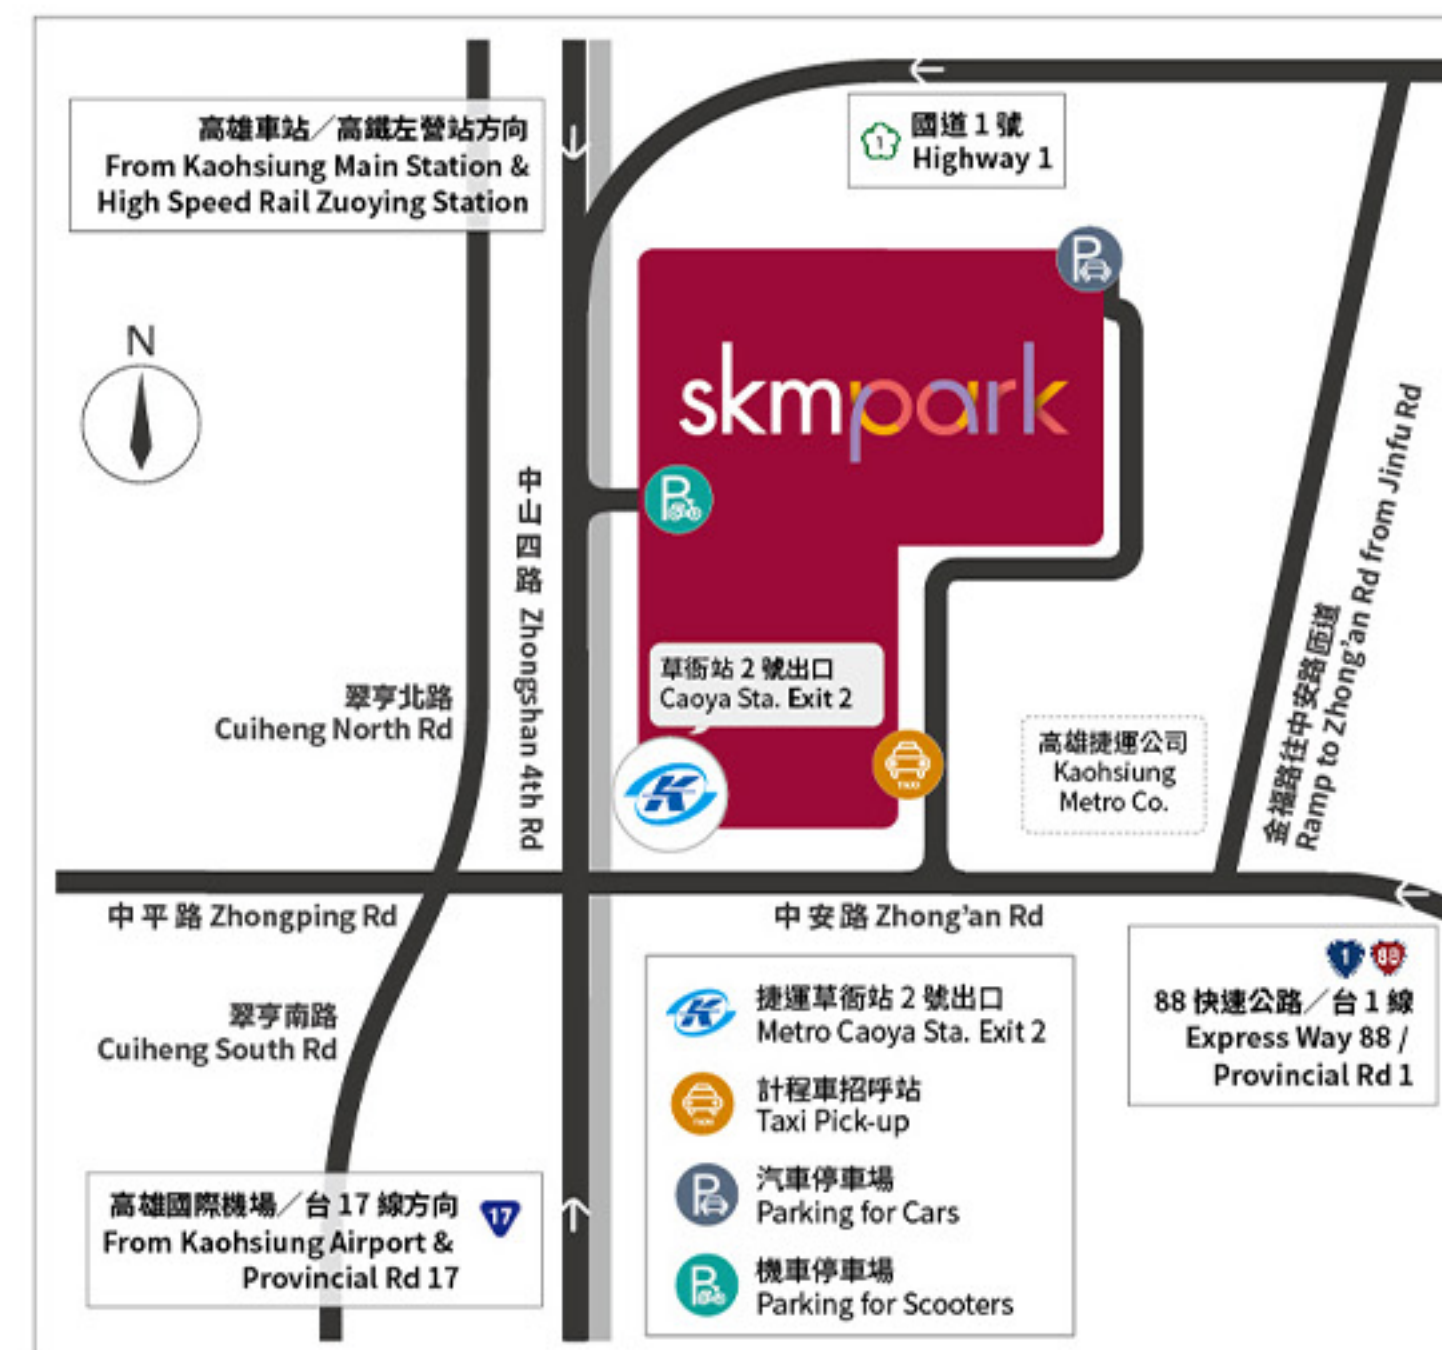 高雄車站／高鐵左營站方向
From Kaohsiung Main Station &
High Speed Rail Zuoying Station
1
國道 1 號
Highway 1
N
skmpark
中山四路 Zhongshan 4th Rd
草衙站 2 號出口
Caoya Sta. Exit 2
TAXI
翠亨北路
Cuiheng North Rd
高雄捷運公司
Kaohsiung
Metro Co.
金福路往中安路匝道
Ramp to Zhong’an Rd from Jinfu Rd
中平路 Zhongping Rd
中安路 Zhong’an Rd
翠亨南路
Cuiheng South Rd
1 88
88 快速公路／台 1 線
Express Way 88 /
Provincial Rd 1
高雄國際機場／台 17 線方向
From Kaohsiung Airport &
Provincial Rd 17
17
捷運草衙站 2 號出口
Metro Caoya Sta. Exit 2
計程車招呼站
Taxi Pick-up
TAXI
P
汽車停車場
Parking for Cars
P
機車停車場
Parking for Scooters